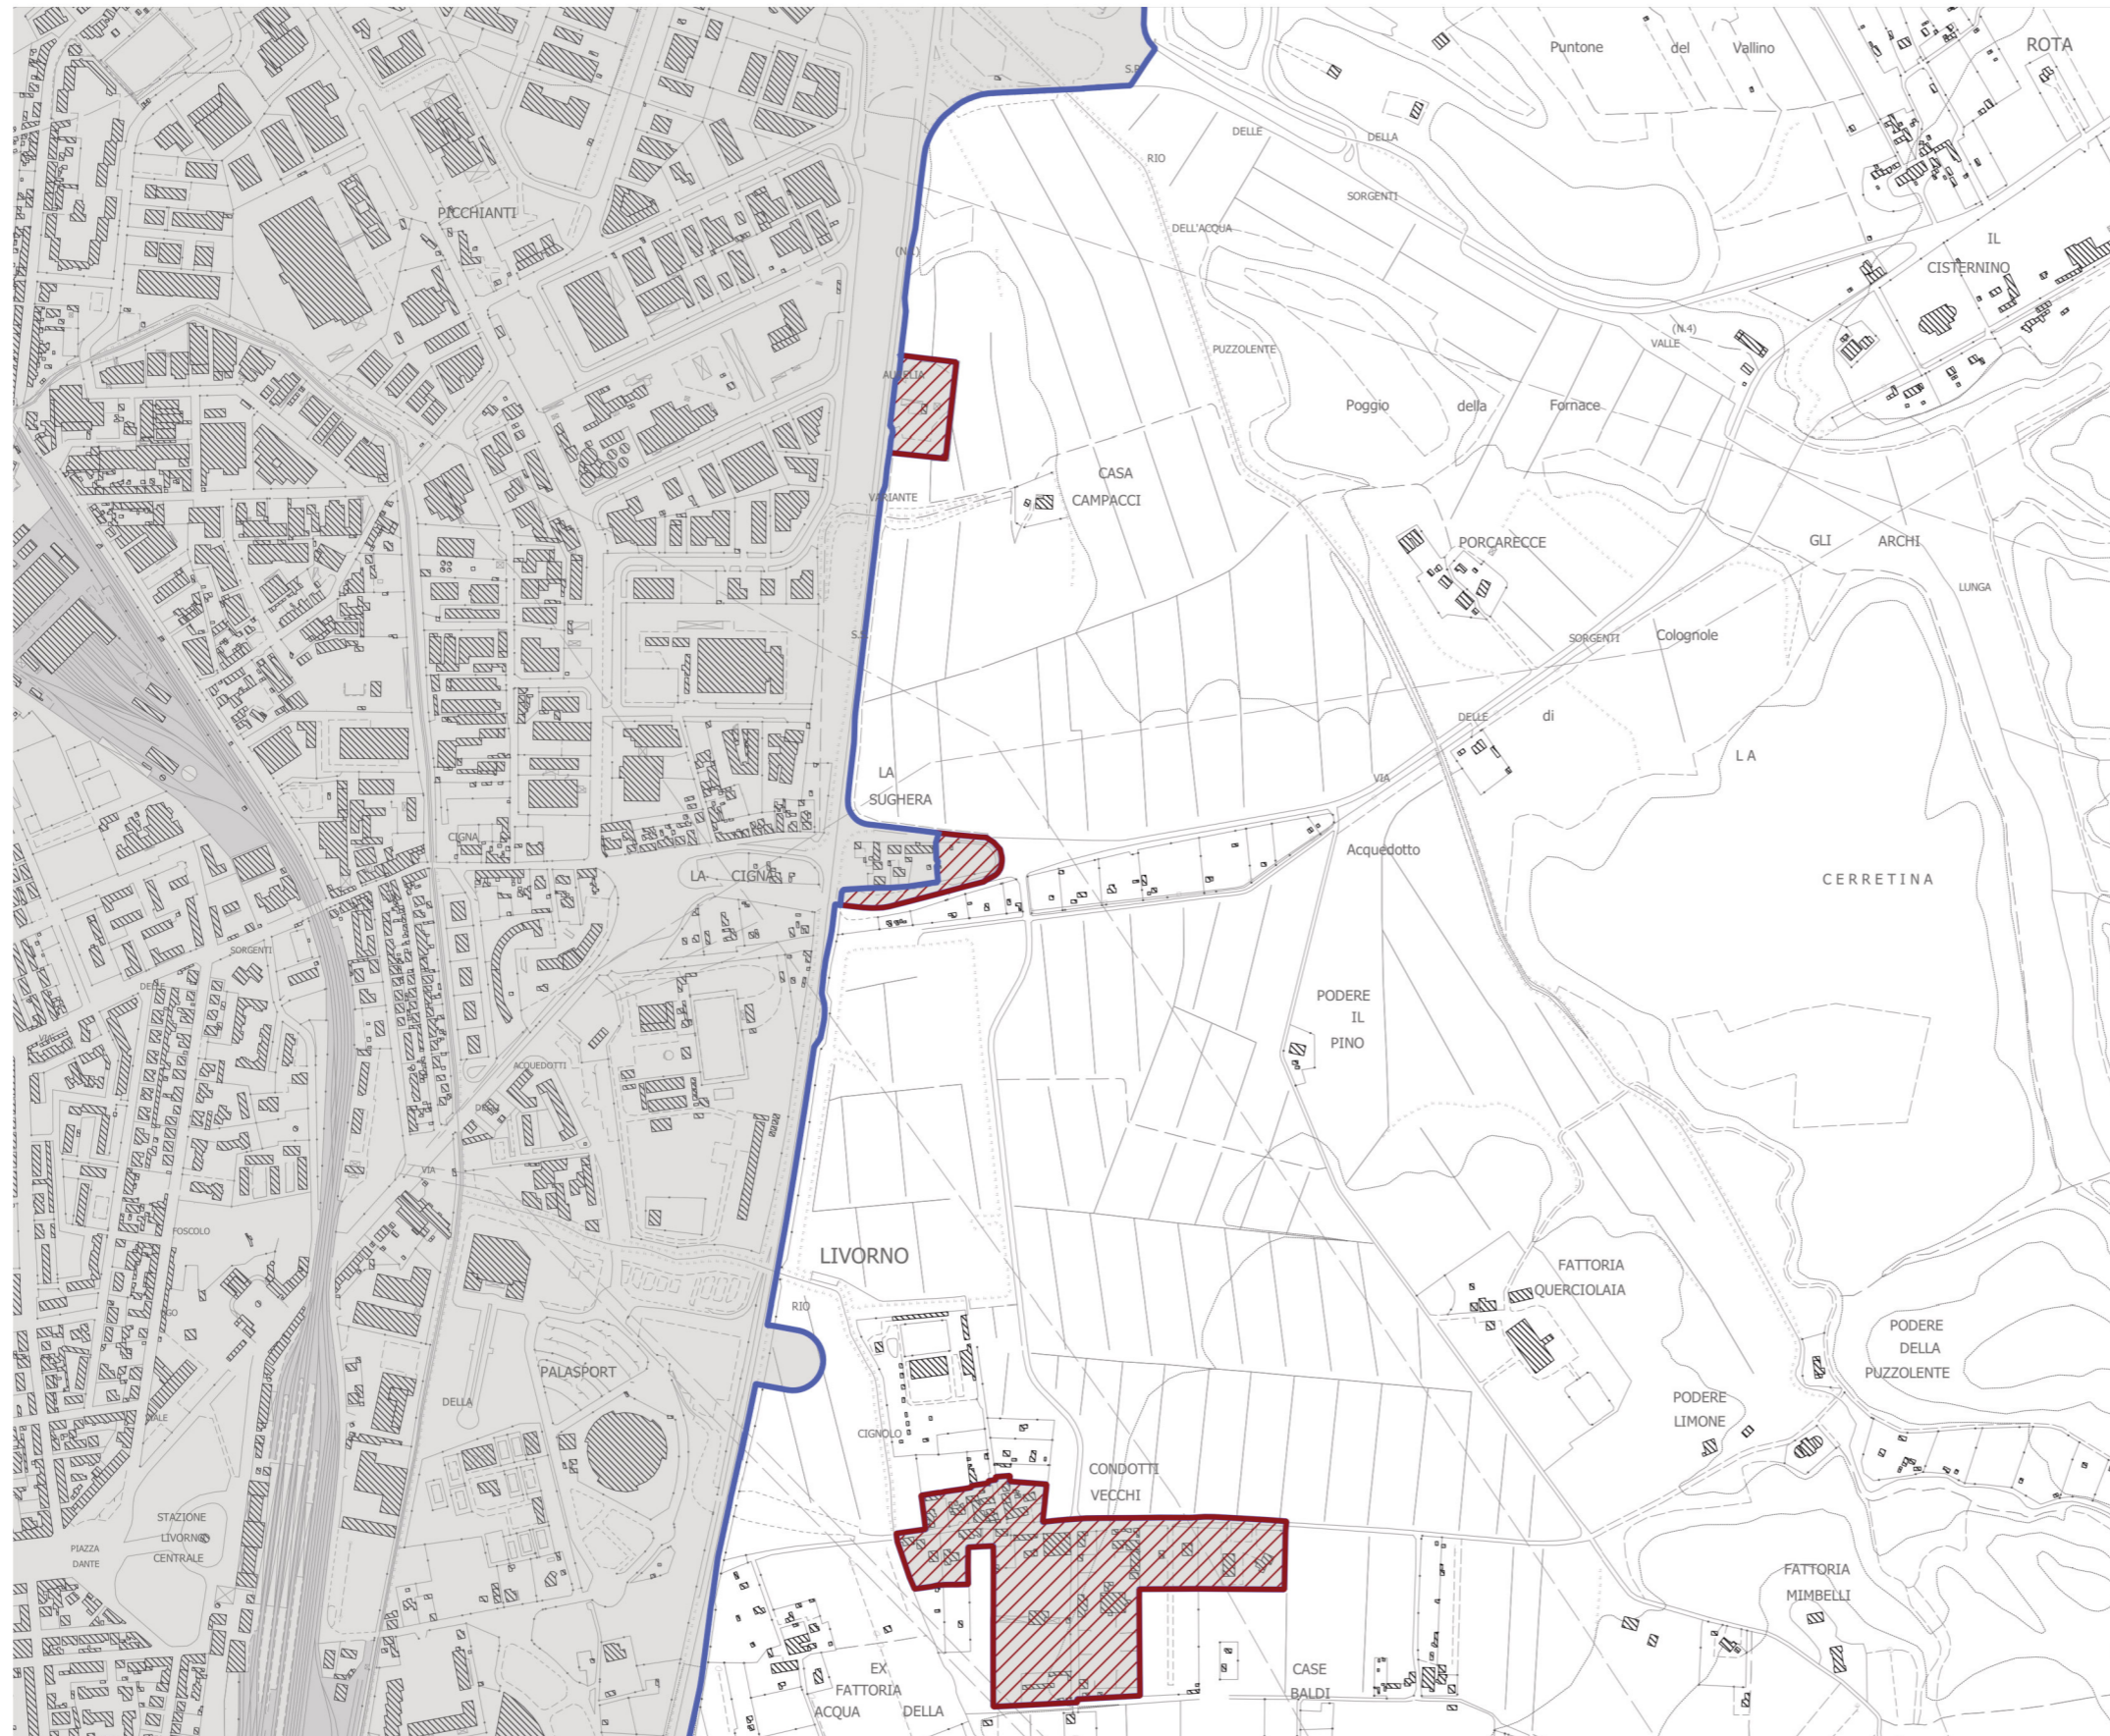 Puntone del Vallino
ROTA
S.P.
DELLE
DELLA
RIO
SORGENTI
PICCHIANTI
DELL'ACQUA
IL
CISTERNINO
(N.4)
VALLE
PUZZOLENTE
AURELIA
Poggio della Fornace
CASA
CAMPACCI
VARIANTE
PORCARECCE
GLI ARCHI
LUNGA
S.S.
SORGENTI
Colognole
DELLE
di
LA
LA
SUGHERA
VIA
CIGNA
LA CIGNA
Acquedotto
CERRETINA
SORGENTI
DELLE
PODERE
IL
PINO
ACQUEDOTTI
DELLE
VIA
FOSCOLO
LIVORNO
FATTORIA
QUERCIOLAIA
RIO
PODERE
DELLA
PUZZOLENTE
PALASPORT
DELLA
PODERE
LIMONE
VIALE
CIGNOLO
CONDOTTI
VECCHI
STAZIONE
LIVORNO
CENTRALE
PIAZZA
DANTE
FATTORIA
MIMBELLI
EX
FATTORIA
ACQUA DELLA
CASE
BALDI